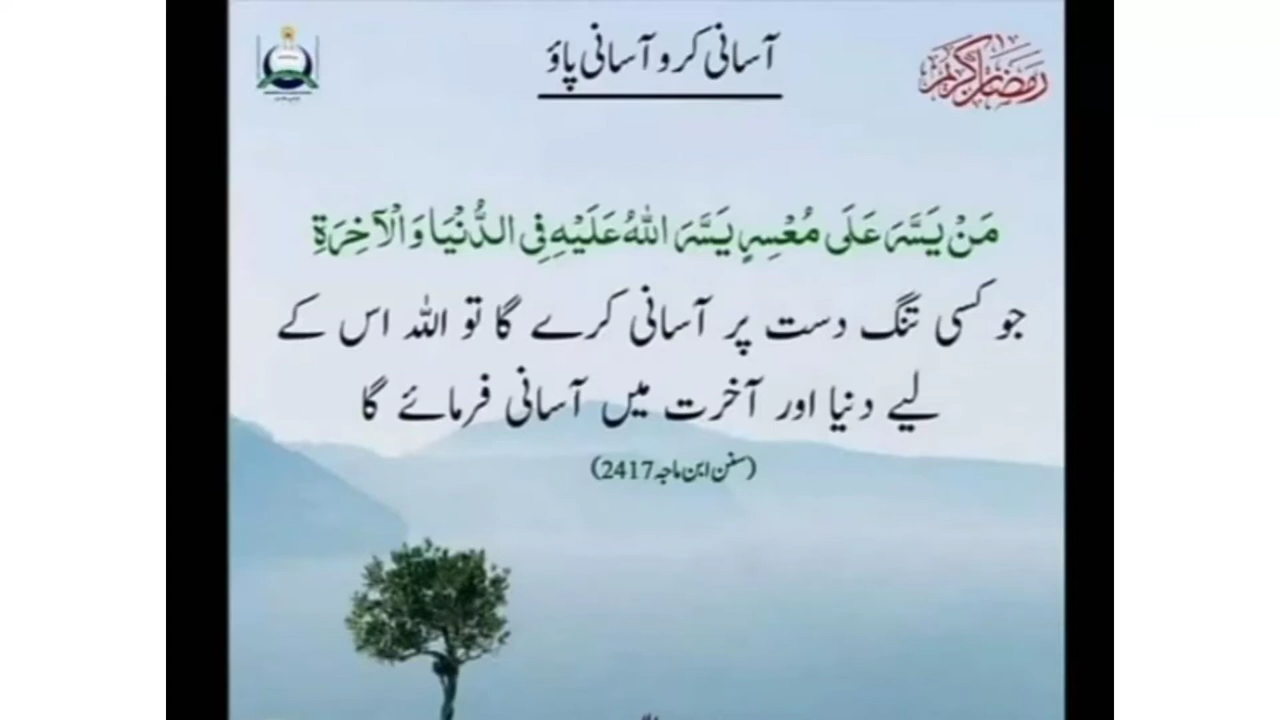 آسانی کرو آسانی پاؤ
رمضان كريم
مَنْ يَسَّرَ عَلَى مُعْسِرٍ يَسَّرَ اللهُ عَلَيْهِ فِي الدُّنْيَا وَالْآخِرَةِ
جو کسی تنگ دست پر آسانی کرے گا تو اللہ اس کے
لیے دنیا اور آخرت میں آسانی فرمائے گا
(سنن ابن ماجہ 2417)